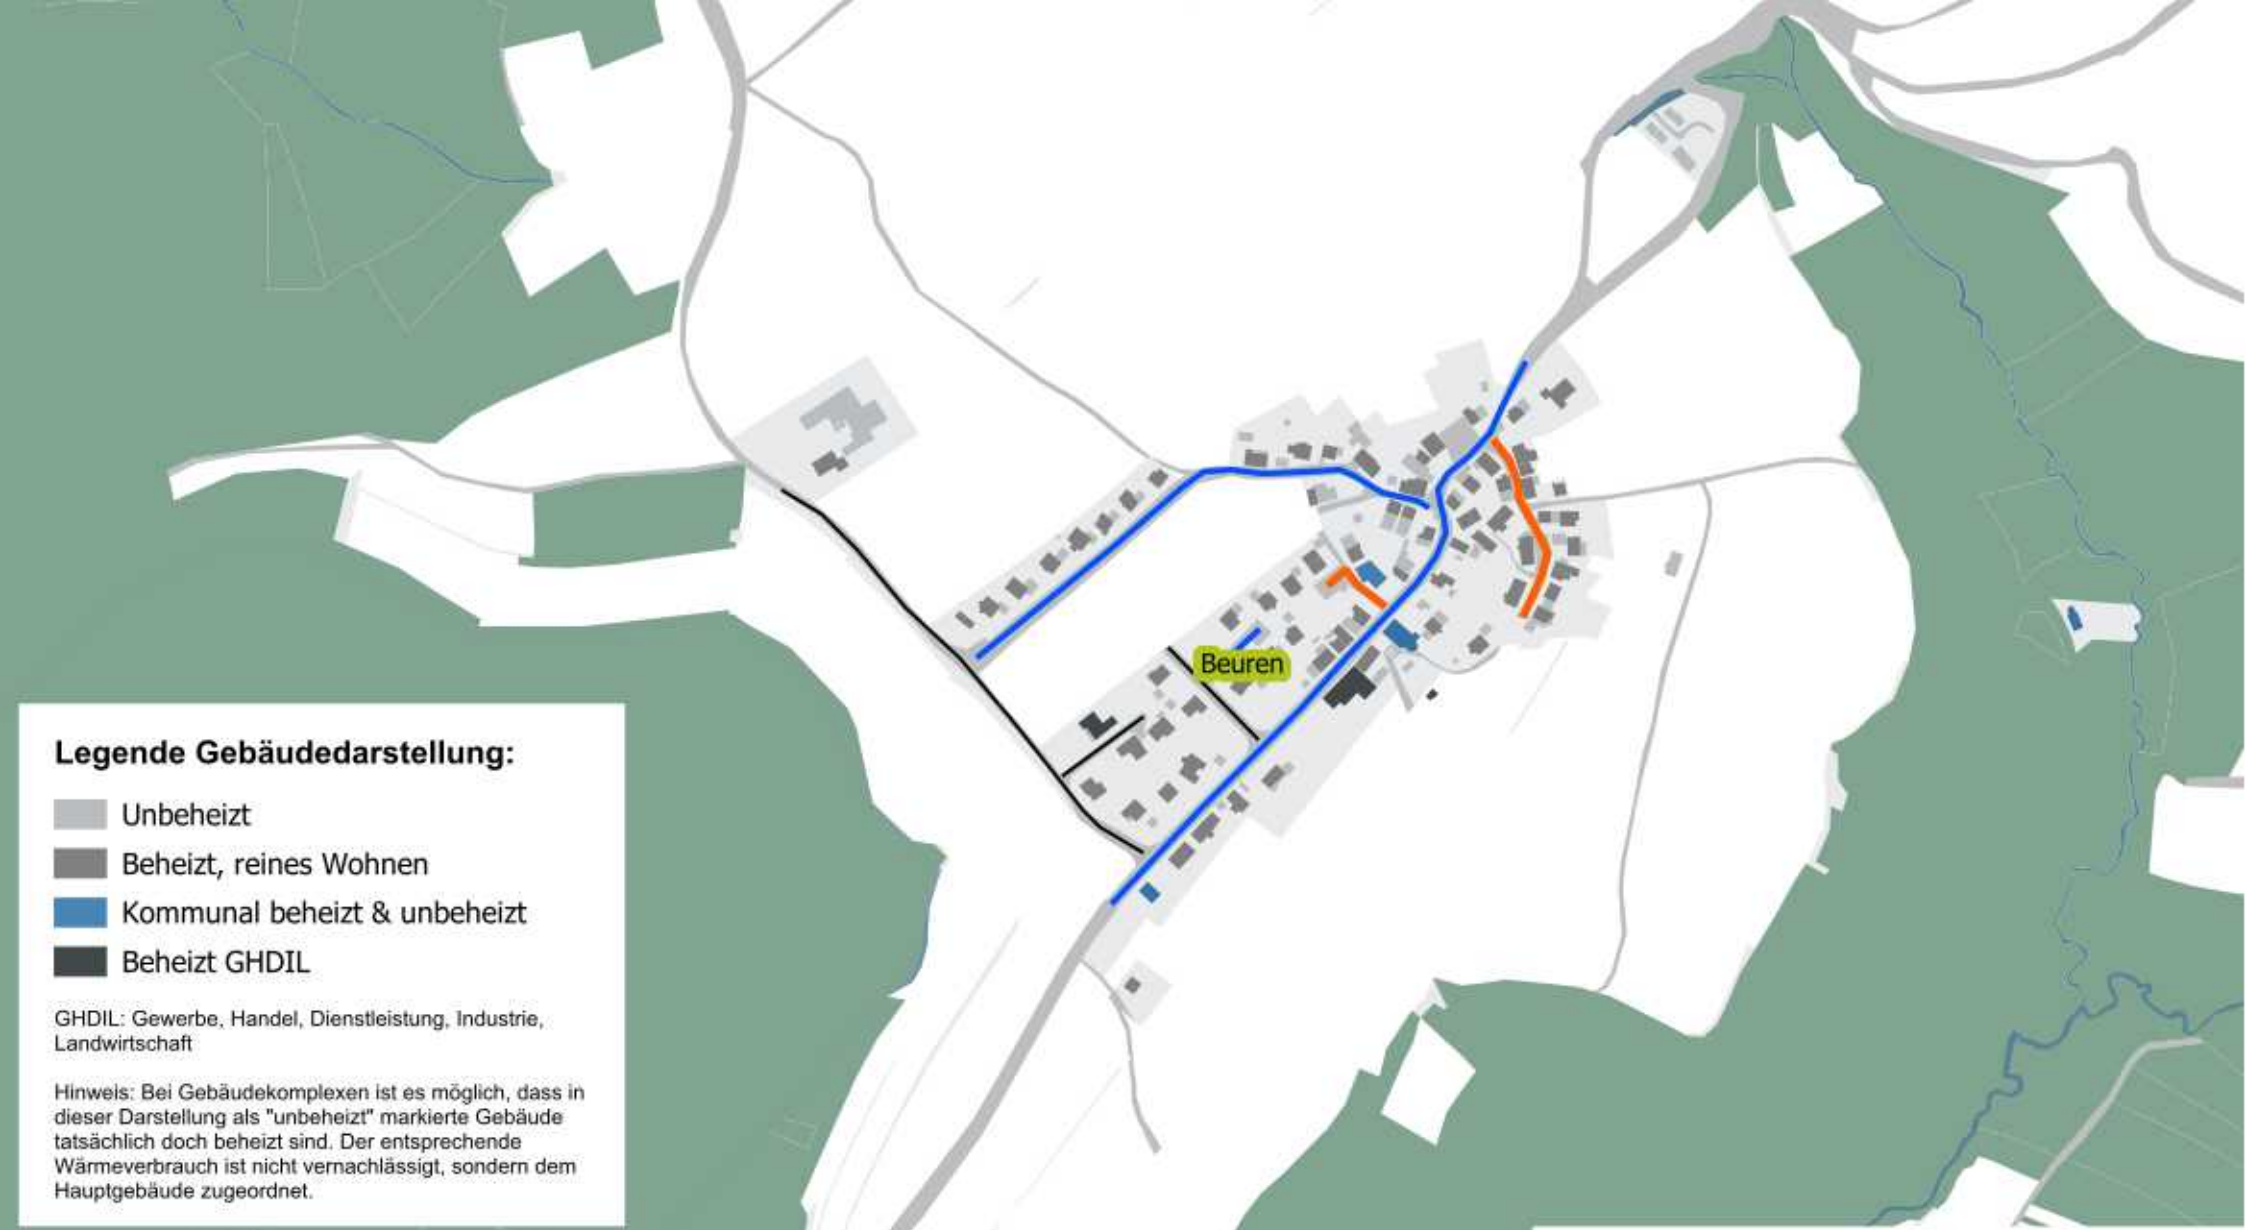 Beuren
Legende Gebäudedarstellung:
Unbeheizt
Beheizt, reines Wohnen
Kommunal beheizt & unbeheizt
Beheizt GHDIL
GHDIL: Gewerbe, Handel, Dienstleistung, Industrie,
Landwirtschaft
Hinweis: Bei Gebäudekomplexen ist es möglich, dass in
dieser Darstellung als "unbeheizt" markierte Gebäude
tatsächlich doch beheizt sind. Der entsprechende
Wärmeverbrauch ist nicht vernachlässigt, sondern dem
Hauptgebäude zugeordnet.